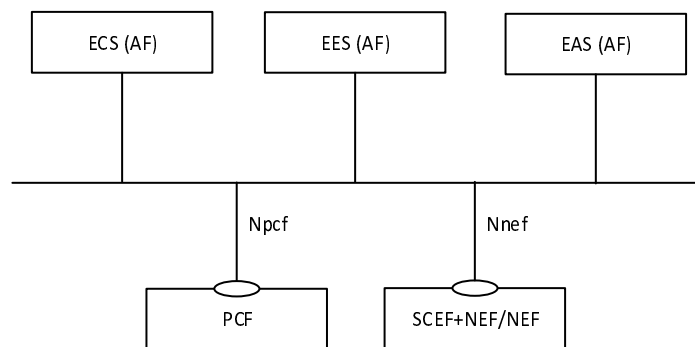 ECS (AF)
EES (AF)
EAS (AF)
Npcf
Nnef
PCF
SCEF+NEF/NEF